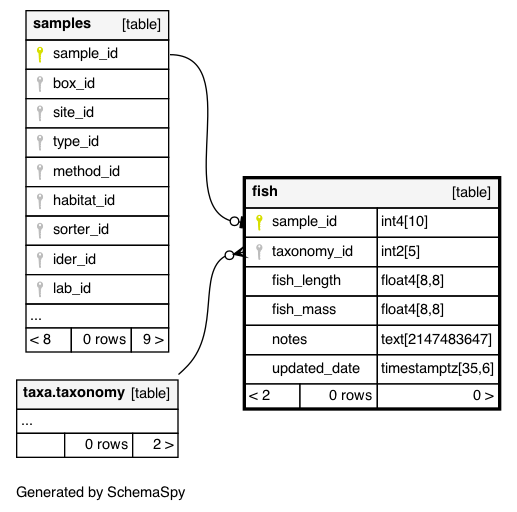 samples [table]
sample_id
box_id
site_id
type_id
method_id
habitat_id
sorter_id
ider_id
lab_id
...
< 8 0 rows 9 >
fish [table]
sample_id int4[10]
taxonomy_id int2[5]
fish_length float4[8,8]
fish_mass float4[8,8]
notes text[2147483647]
updated_date timestamptz[35,6]
< 2 0 rows 0 >
taxa.taxonomy [table]
...
0 rows 2 >
Generated by SchemaSpy